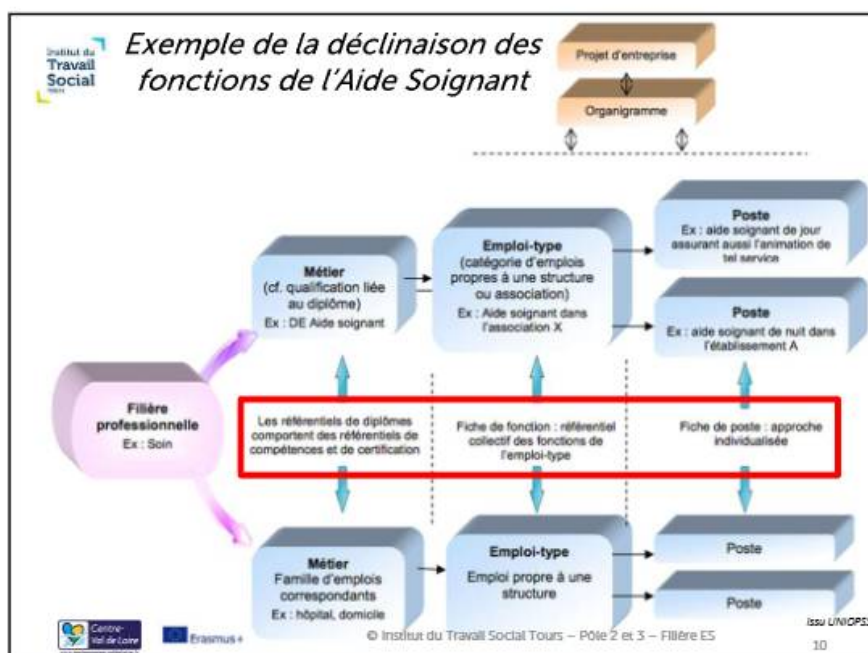 Institut du
Travail
Social
TOURS
Exemple de la déclinaison des
fonctions de l'Aide Soignant
Projet d'entreprise
Organigramme
Métier
(cf. qualification liée
au diplôme)
Ex : DE Aide soignant
Emploi-type
(catégorie d'emplois
propres à une structure
ou association)
Ex : Aide soignant dans
l'association X
Poste
Ex : aide soignant de jour
assurant aussi l'animation de
tel service
Poste
Ex : aide soignant de nuit dans
l'établissement A
Filière
professionnelle
Ex : Soin
Les référentiels de diplômes
comportent des référentiels de
compétences et de certification
Fiche de fonction : référentiel
collectif des fonctions de
l'emploi-type
Fiche de poste : approche
individualisée
Métier
Famille d'emplois
correspondants
Ex : hôpital, domicile
Emploi-type
Emploi propre à une
structure
Poste
Poste
Centre-
Val de Loire
Erasmus+
© Institut du Travail Social Tours – Pôle 2 et 3 – Filière ES
Issu UNIOPSS
10